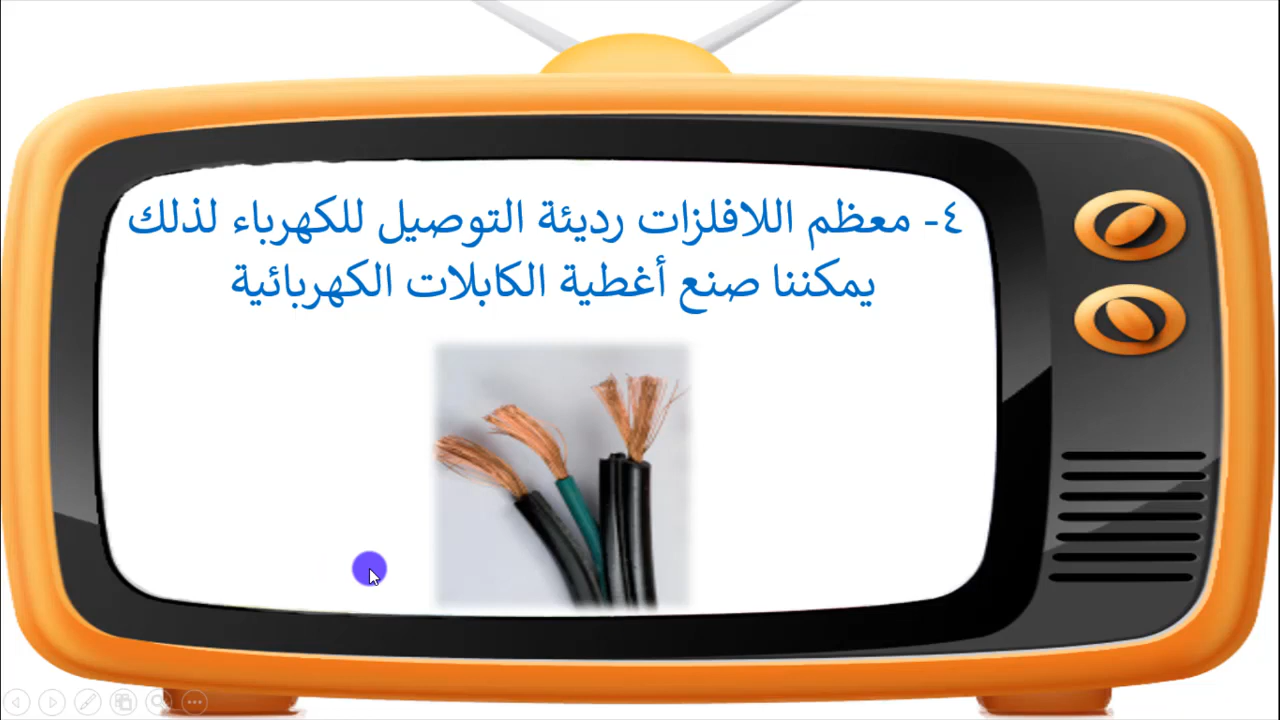 ٤- معظم اللافلزات رديئة التوصيل للكهرباء لذلك
يمكننا صنع أغطية الكابلات الكهربائية